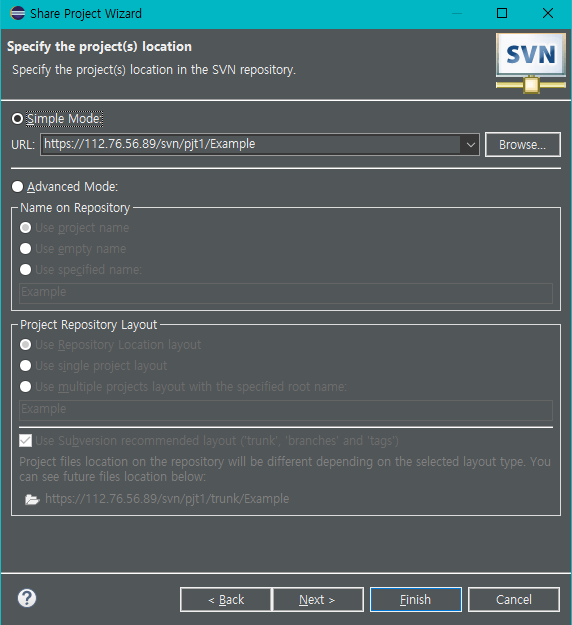 Share Project Wizard
Specify the project(s) location
Specify the project(s) location in the SVN repository.
SVN
Simple Mode:
URL: https://112.76.56.89/svn/pjt1/Example Browse...
Advanced Mode:
Name on Repository
Use project name
Use empty name
Use specified name:
Example
Project Repository Layout
Use Repository Location layout
Use single project layout
Use multiple projects layout with the specified root name:
Example
Use Subversion recommended layout ('trunk', 'branches' and 'tags')
Project files location on the repository will be different depending on the selected layout type. You
can see future files location below:
https://112.76.56.89/svn/pjt1/trunk/Example
? < Back Next > Finish Cancel